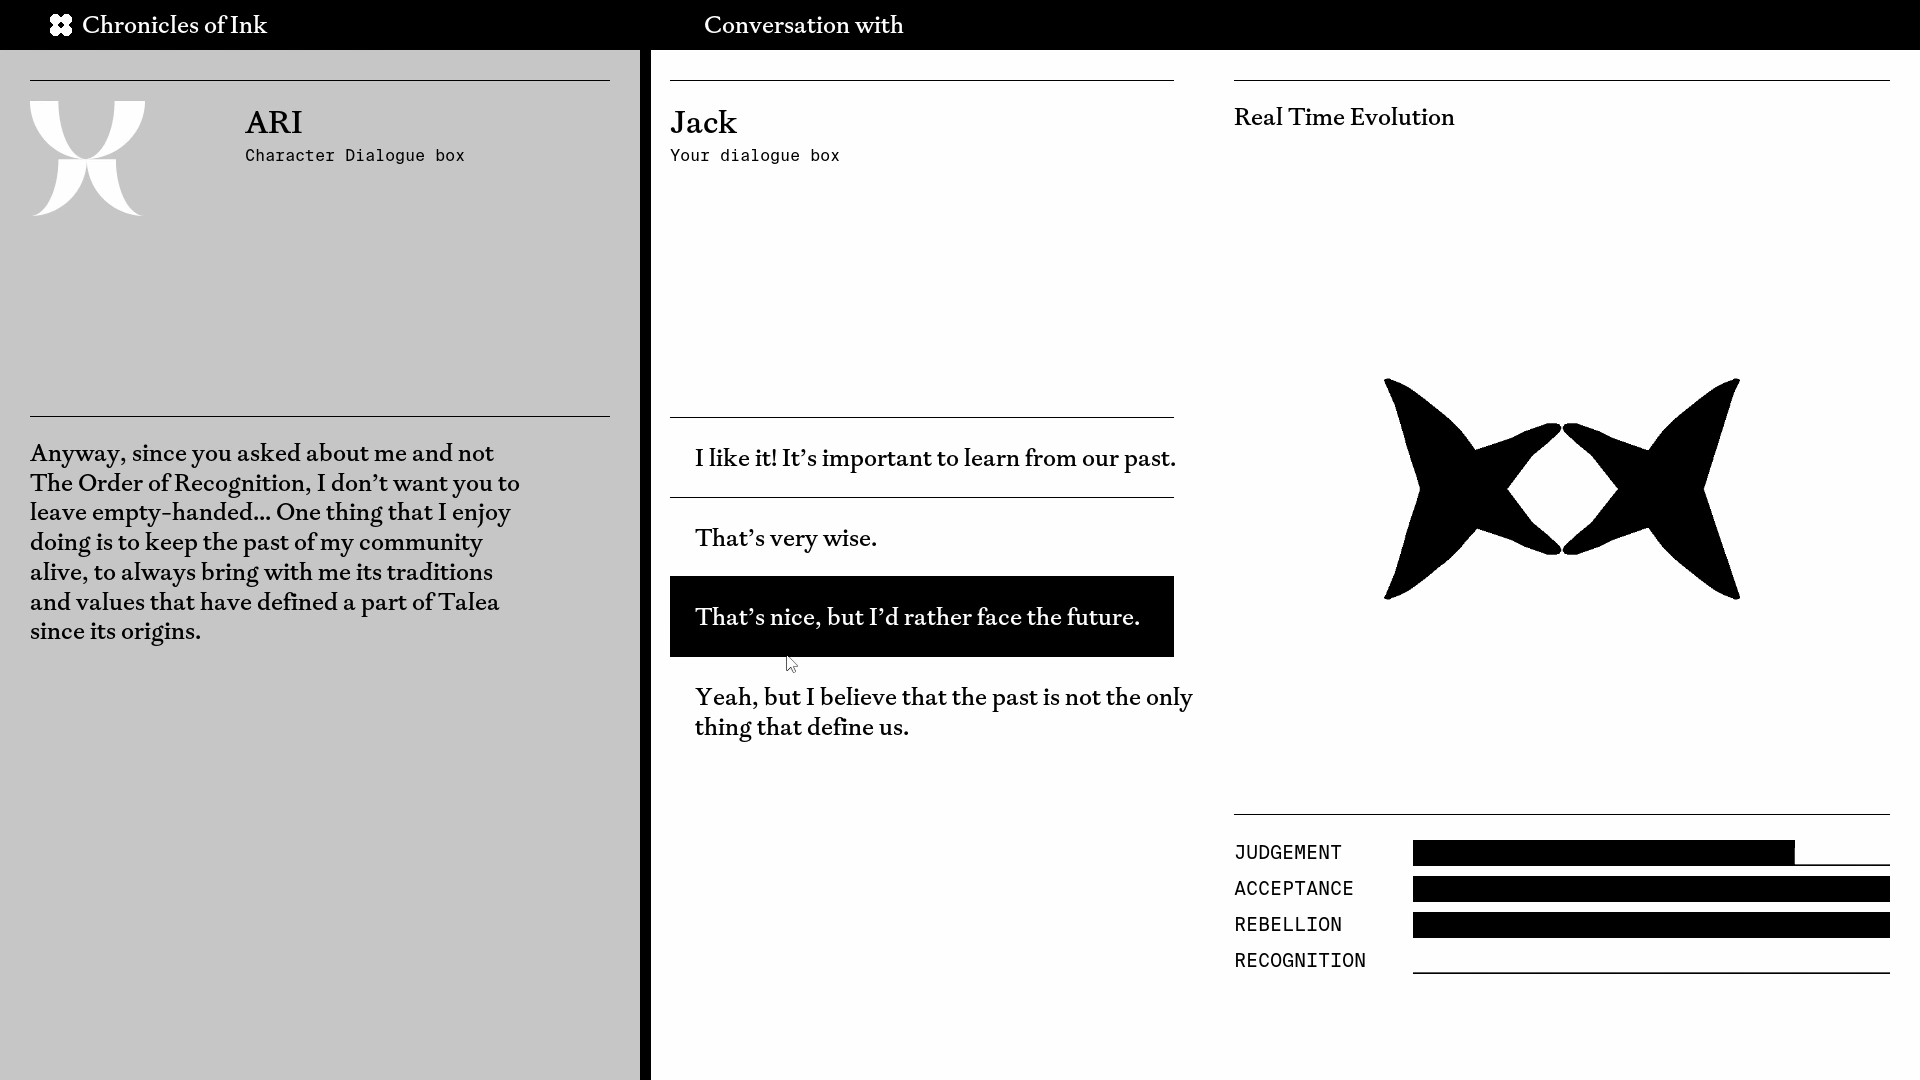 Chronicles of Ink
Conversation with
ARI
Character Dialogue box
Anyway, since you asked about me and not
The Order of Recognition, I don’t want you to
leave empty-handed... One thing that I enjoy
doing is to keep the past of my community
alive, to always bring with me its traditions
and values that have defined a part of Talea
since its origins.
Jack
Your dialogue box
I like it! It’s important to learn from our past.
That’s very wise.
That’s nice, but I’d rather face the future.
Yeah, but I believe that the past is not the only
thing that define us.
Real Time Evolution
JUDGEMENT
ACCEPTANCE
REBELLION
RECOGNITION